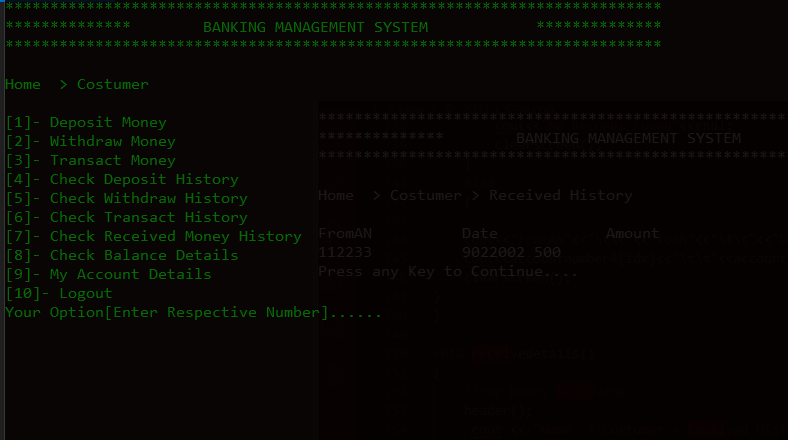 *************************************************************************
**************        BANKING MANAGEMENT SYSTEM            **************
*************************************************************************
Home  > Costumer
[1]- Deposit Money
[2]- Withdraw Money
[3]- Transact Money
[4]- Check Deposit History
[5]- Check Withdraw History
[6]- Check Transact History
[7]- Check Received Money History
[8]- Check Balance Details
[9]- My Account Details
[10]- Logout
Your Option[Enter Respective Number]......
****************************************************
**************        BANKING MANAGEMENT SYSTEM
****************************************************
Home  > Costumer > Received History
FromAN          Date            Amount
112233          9022002 500
Press any Key to Continue....